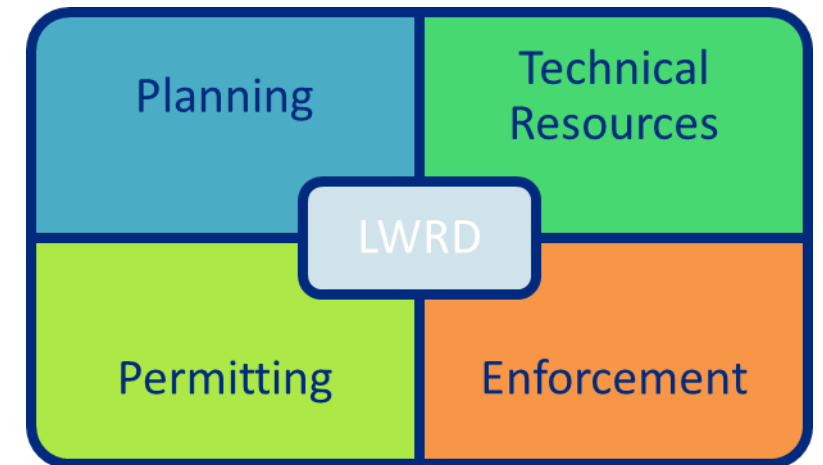 Planning
Technical
Resources
LWRD
Permitting
Enforcement